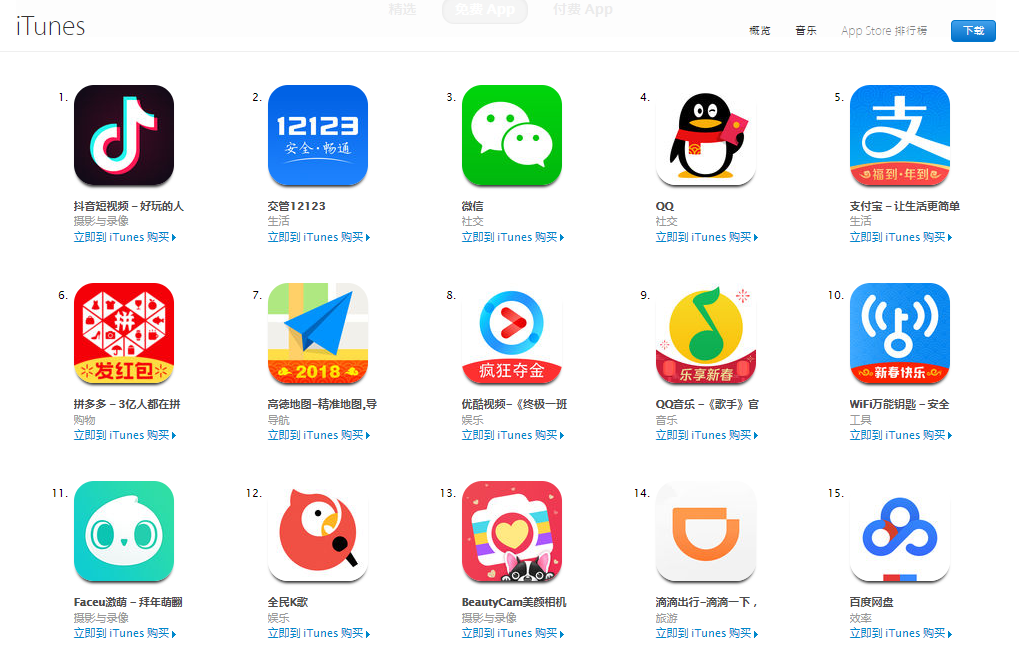 精选 免费 App 付费 App
iTunes
概览 音乐 App Store 排行榜 下载
1. 2. 3. 4. 5.
12123
安全·畅通
支
福到·年到
抖音短视频 – 好玩的人 交管12123 微信 QQ 支付宝 – 让生活更简单
摄影与录像 生活 社交 社交 生活
立即到 iTunes 购买 立即到 iTunes 购买 立即到 iTunes 购买 立即到 iTunes 购买 立即到 iTunes 购买
6. 7. 8. 9. 10.
拼
发红包 2018 疯狂夺金 乐享新春 新春快乐
拼多多 – 3亿人都在拼 高德地图–精准地图,导 优酷视频–《终极一班 QQ音乐 –《歌手》官 WiFi万能钥匙 – 安全
购物 导航 娱乐 音乐 工具
立即到 iTunes 购买 立即到 iTunes 购买 立即到 iTunes 购买 立即到 iTunes 购买 立即到 iTunes 购买
11. 12. 13. 14. 15.
Faceu激萌 – 拜年萌翻 全民K歌 BeautyCam美颜相机 滴滴出行–滴滴一下， 百度网盘
摄影与录像 娱乐 摄影与录像 旅游 效率
立即到 iTunes 购买 立即到 iTunes 购买 立即到 iTunes 购买 立即到 iTunes 购买 立即到 iTunes 购买